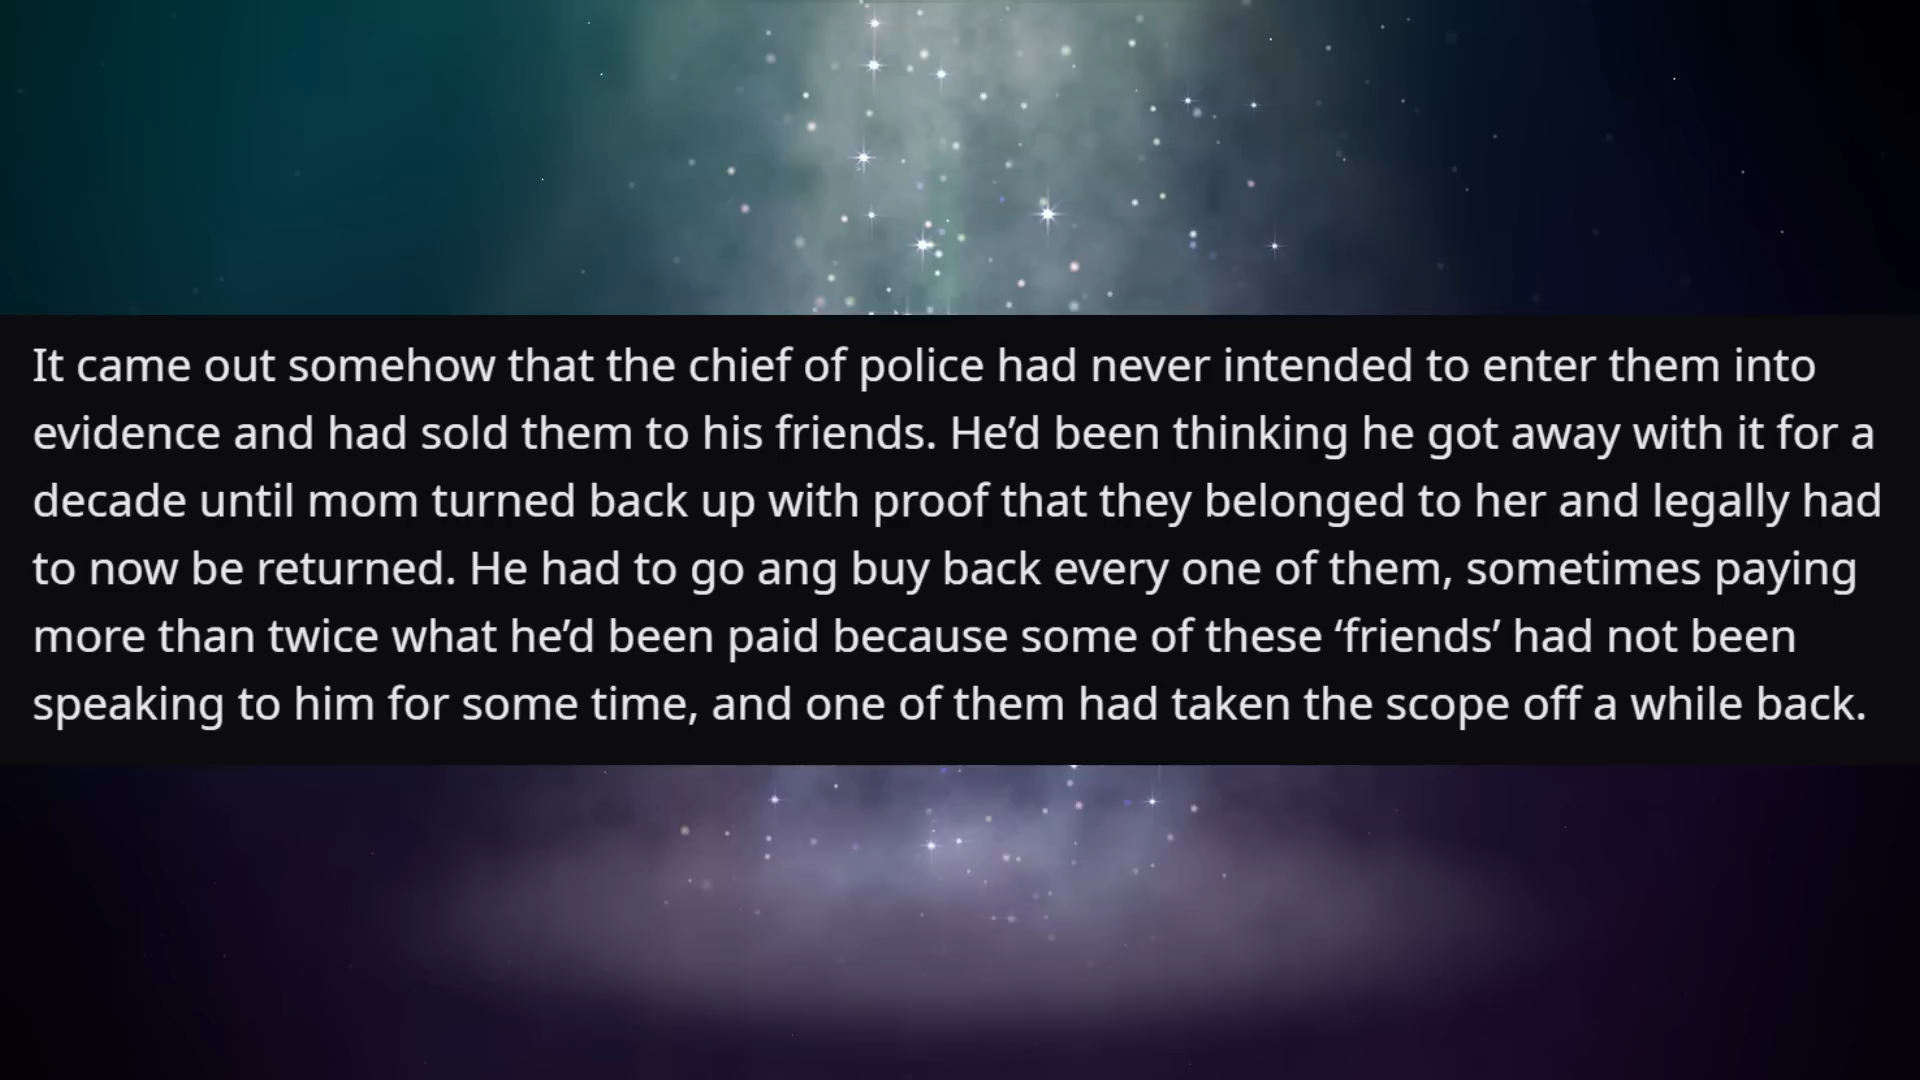 It came out somehow that the chief of police had never intended to enter them into
evidence and had sold them to his friends. He’d been thinking he got away with it for a
decade until mom turned back up with proof that they belonged to her and legally had
to now be returned. He had to go ang buy back every one of them, sometimes paying
more than twice what he’d been paid because some of these ‘friends’ had not been
speaking to him for some time, and one of them had taken the scope off a while back.